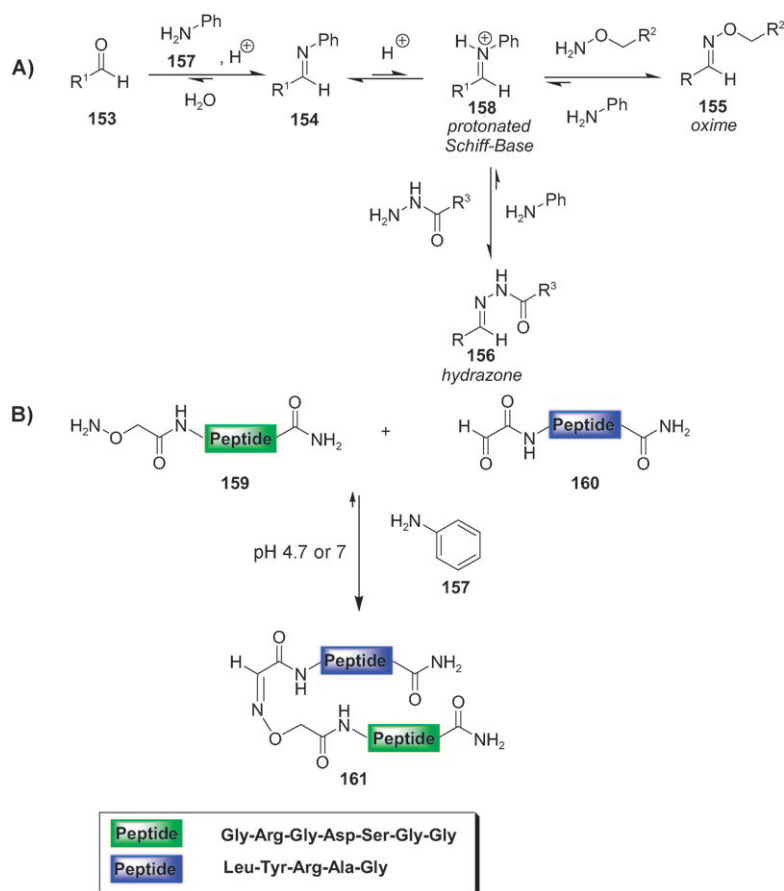 A)
O
R¹ H
153
H₂N-Ph
157 , H⊕
H₂O
N Ph
R¹ H
154
H⊕
H ⊕ Ph
N
R¹ H
158
protonated
Schiff-Base
H₂N O R²
H₂N-Ph
N O R²
R H
155
oxime
H
H₂N N R³
O
H₂N-Ph
H
N N R³
R H O
156
hydrazone
B)
H₂N O O H N Peptide O NH₂
159
+
O O N H Peptide O NH₂
160
pH 4.7 or 7
H₂N
157
H O N H Peptide O NH₂
N O O H N Peptide O NH₂
161
Peptide Gly-Arg-Gly-Asp-Ser-Gly-Gly
Peptide Leu-Tyr-Arg-Ala-Gly